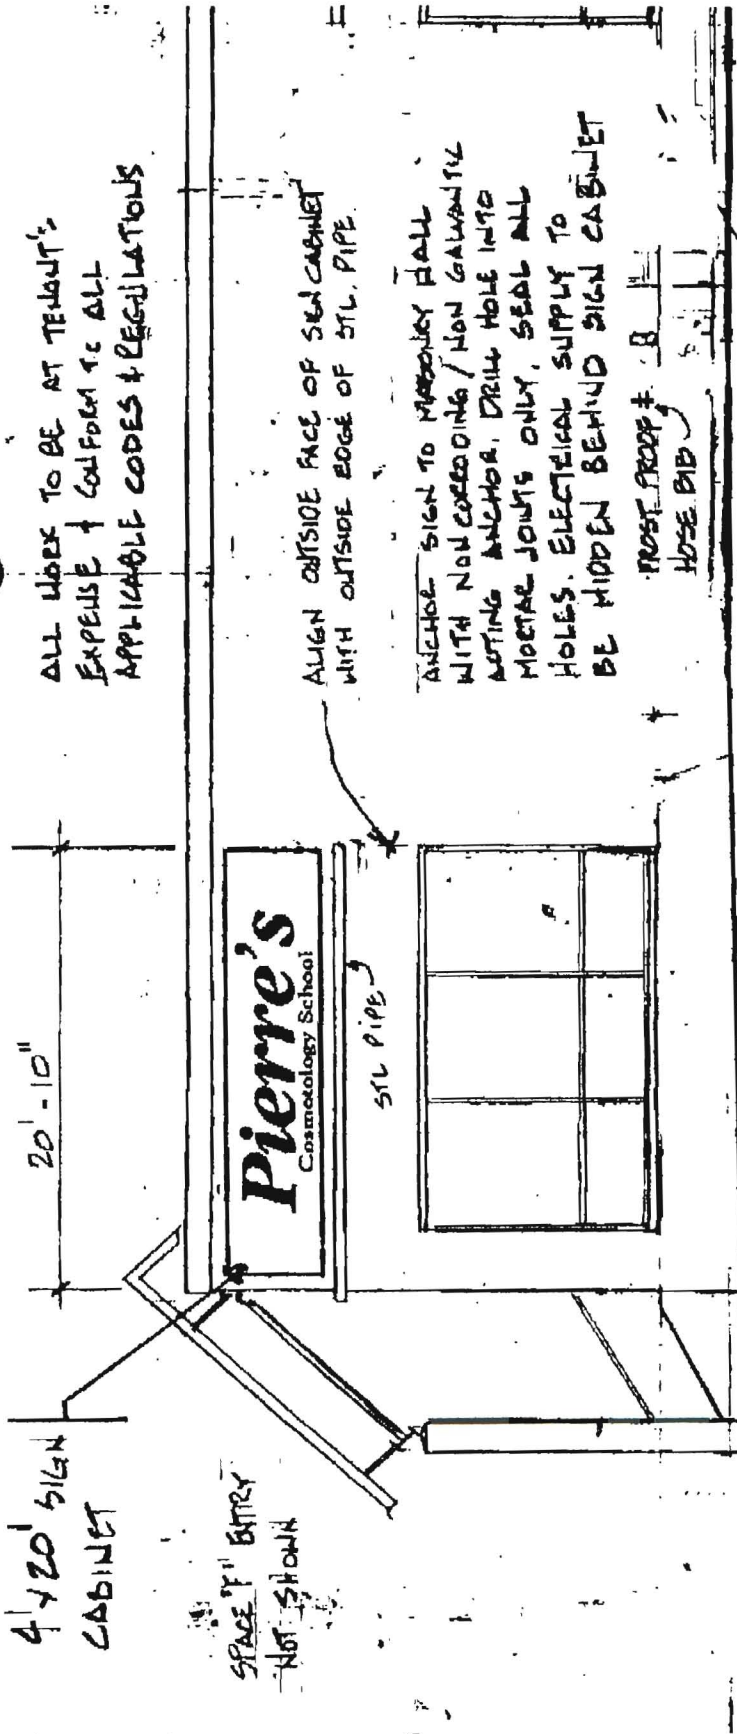 4' x 20' SIGN
CABINET
20'-10"
ALL WORK TO BE AT TENANT'S
EXPENSE & CONFORM TO ALL
APPLICABLE CODES & REGULATIONS
SPACE "F" ENTRY
NOT SHOWN
Pierre's
Cosmetology School
STL PIPE
ALIGN OUTSIDE FACE OF SIGN CABINET
WITH OUTSIDE EDGE OF STL. PIPE.
ANCHOR SIGN TO MASONRY WALL
WITH NON CORRODING / NON GALVANIC
ACTING ANCHOR. DRILL HOLE INTO
MORTAR JOINTS ONLY. SEAL ALL
HOLES. ELECTRICAL SUPPLY TO
BE HIDDEN BEHIND SIGN CABINET
FROST PROOF
HOSE BIB